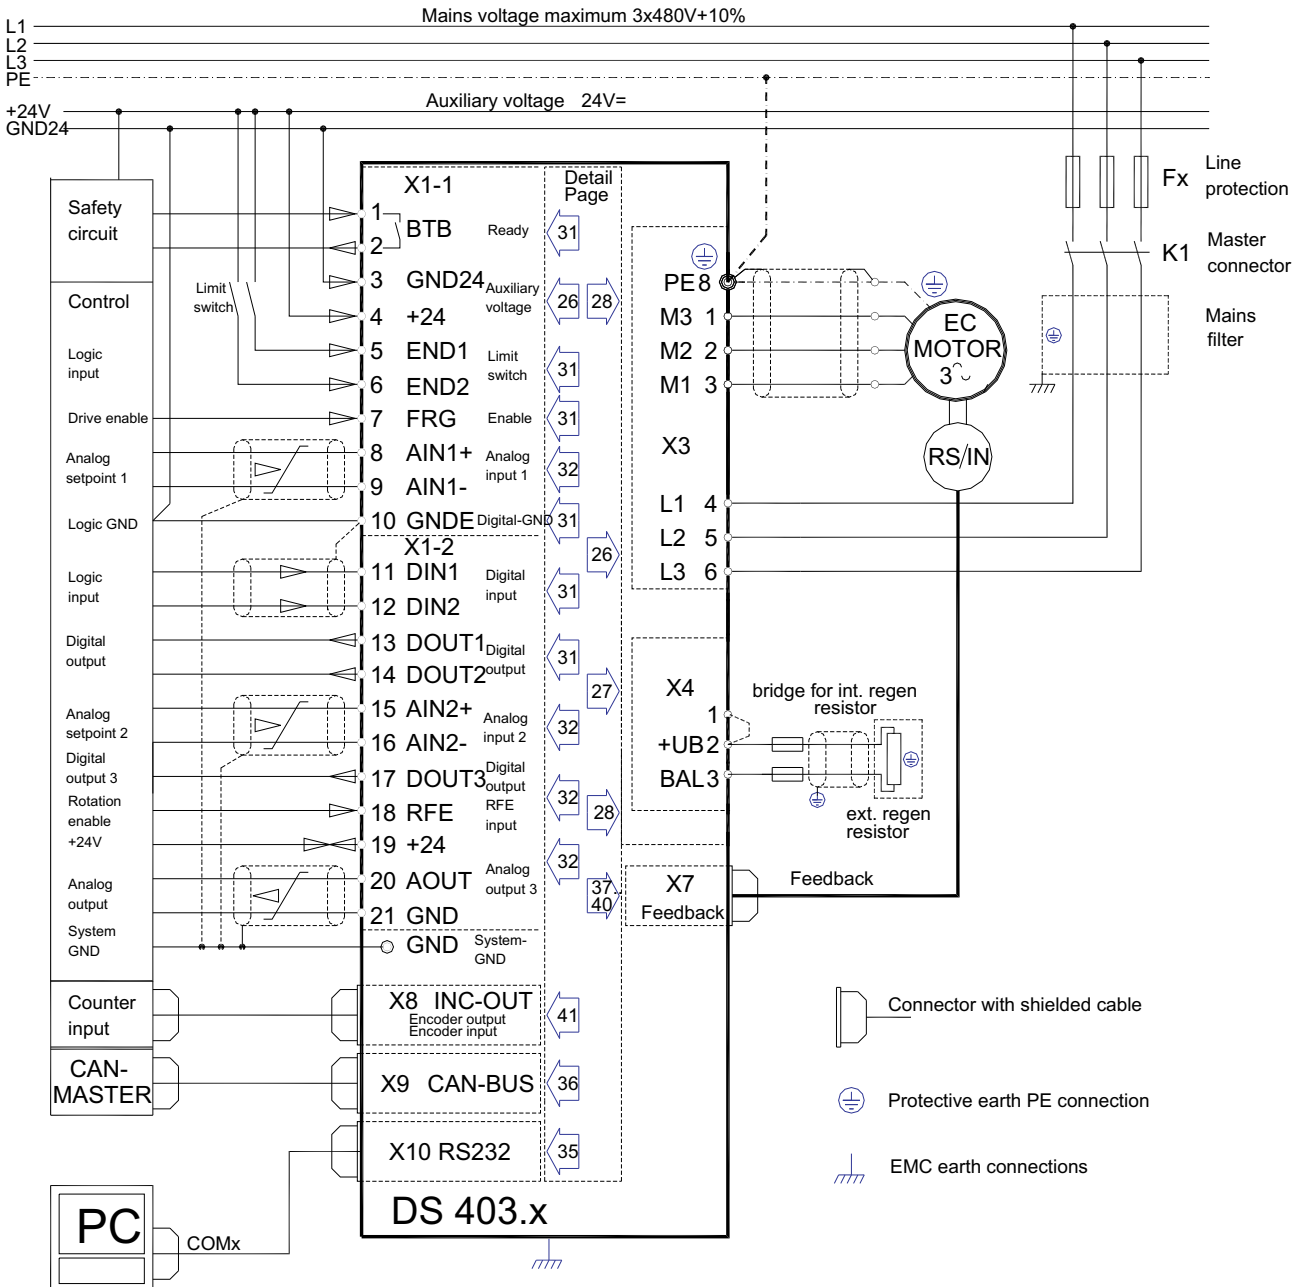 Mains voltage maximum 3x480V+10%
L1
L2
L3
PE
Auxiliary voltage 24V=
+24V
GND24
Safety
circuit
Control
Logic
input
Drive enable
Analog
setpoint 1
Logic GND
Logic
input
Digital
output
Analog
setpoint 2
Digital
output 3
Rotation
enable
+24V
Analog
output
System
GND
Counter
input
CAN-
MASTER
PC
COMx
Limit
switch
X1-1
Detail
Page
1
2
BTB
Ready
31
3 GND24
4 +24
Auxiliary
voltage
26
28
5 END1
6 END2
Limit
switch
31
7 FRG
Enable
31
8 AIN1+
9 AIN1-
Analog
input 1
32
10 GNDE
Digital-GND
31
26
X1-2
11 DIN1
12 DIN2
Digital
input
31
13 DOUT1
14 DOUT2
Digital
output
31
27
15 AIN2+
16 AIN2-
Analog
input 2
32
17 DOUT3
Digital
output
18 RFE
RFE
input
32
28
19 +24
32
20 AOUT
21 GND
Analog
output 3
37..
40
GND
System-
GND
X8 INC-OUT
Encoder output
Encoder input
41
X9 CAN-BUS
36
X10 RS232
35
DS 403.x
PE 8
M3 1
M2 2
M1 3
X3
L1 4
L2 5
L3 6
X4
1
+UB 2
BAL 3
X7
Feedback
Feedback
bridge for int. regen
resistor
ext. regen
resistor
EC
MOTOR
3
RS/IN
Fx
Line
protection
K1
Master
connector
Mains
filter
Connector with shielded cable
Protective earth PE connection
EMC earth connections